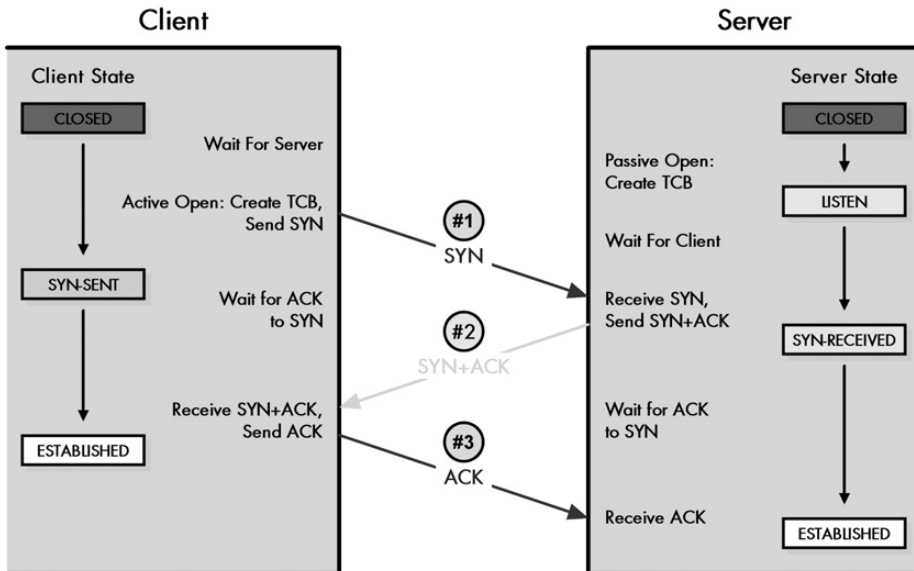 Client
Server
Client State
Server State
CLOSED
CLOSED
Wait For Server
Passive Open:
Create TCB
Active Open: Create TCB,
Send SYN
LISTEN
#1
SYN
Wait For Client
SYN-SENT
Wait for ACK
to SYN
Receive SYN,
Send SYN+ACK
#2
SYN+ACK
SYN-RECEIVED
Receive SYN+ACK,
Send ACK
Wait for ACK
to SYN
ESTABLISHED
#3
ACK
Receive ACK
ESTABLISHED